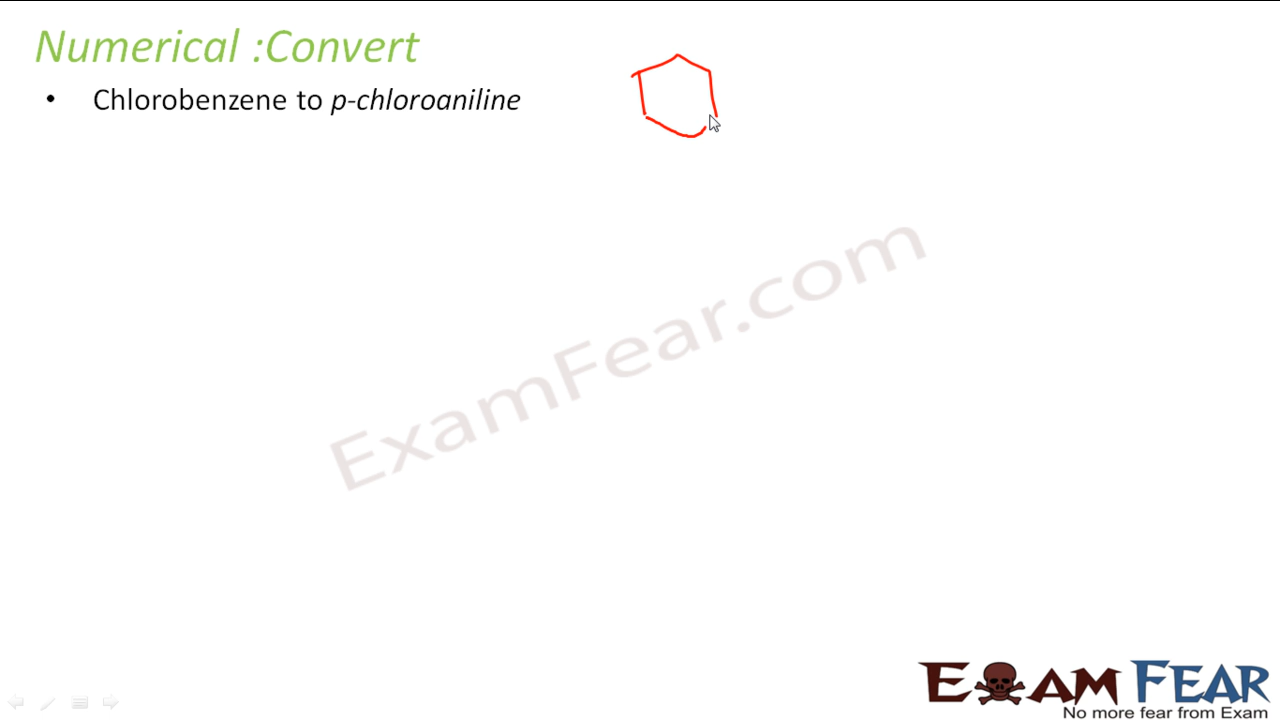 Numerical :Convert
• Chlorobenzene to p-chloroaniline
ExamFear.com
EXAM FEAR
No more fear from Exam